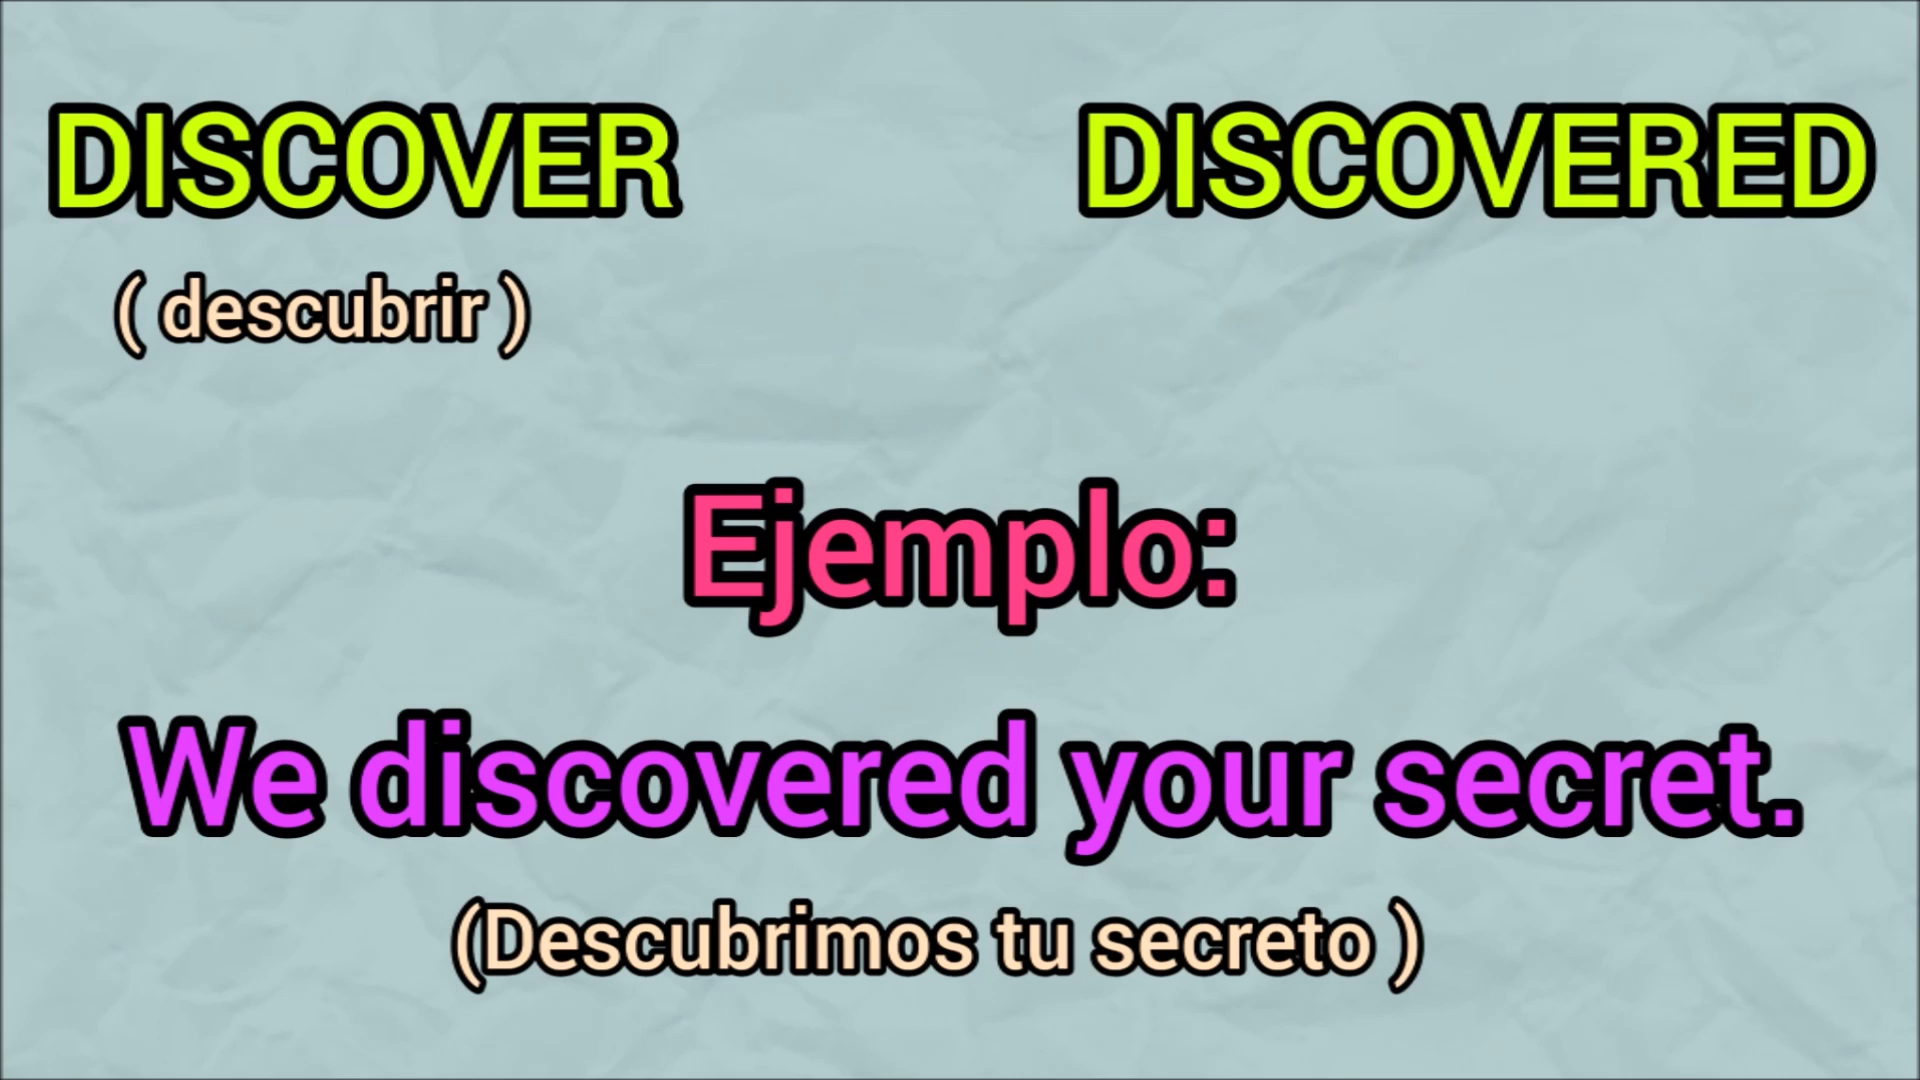 DISCOVER DISCOVERED
( descubrir )
Ejemplo:
We discovered your secret.
(Descubrimos tu secreto )